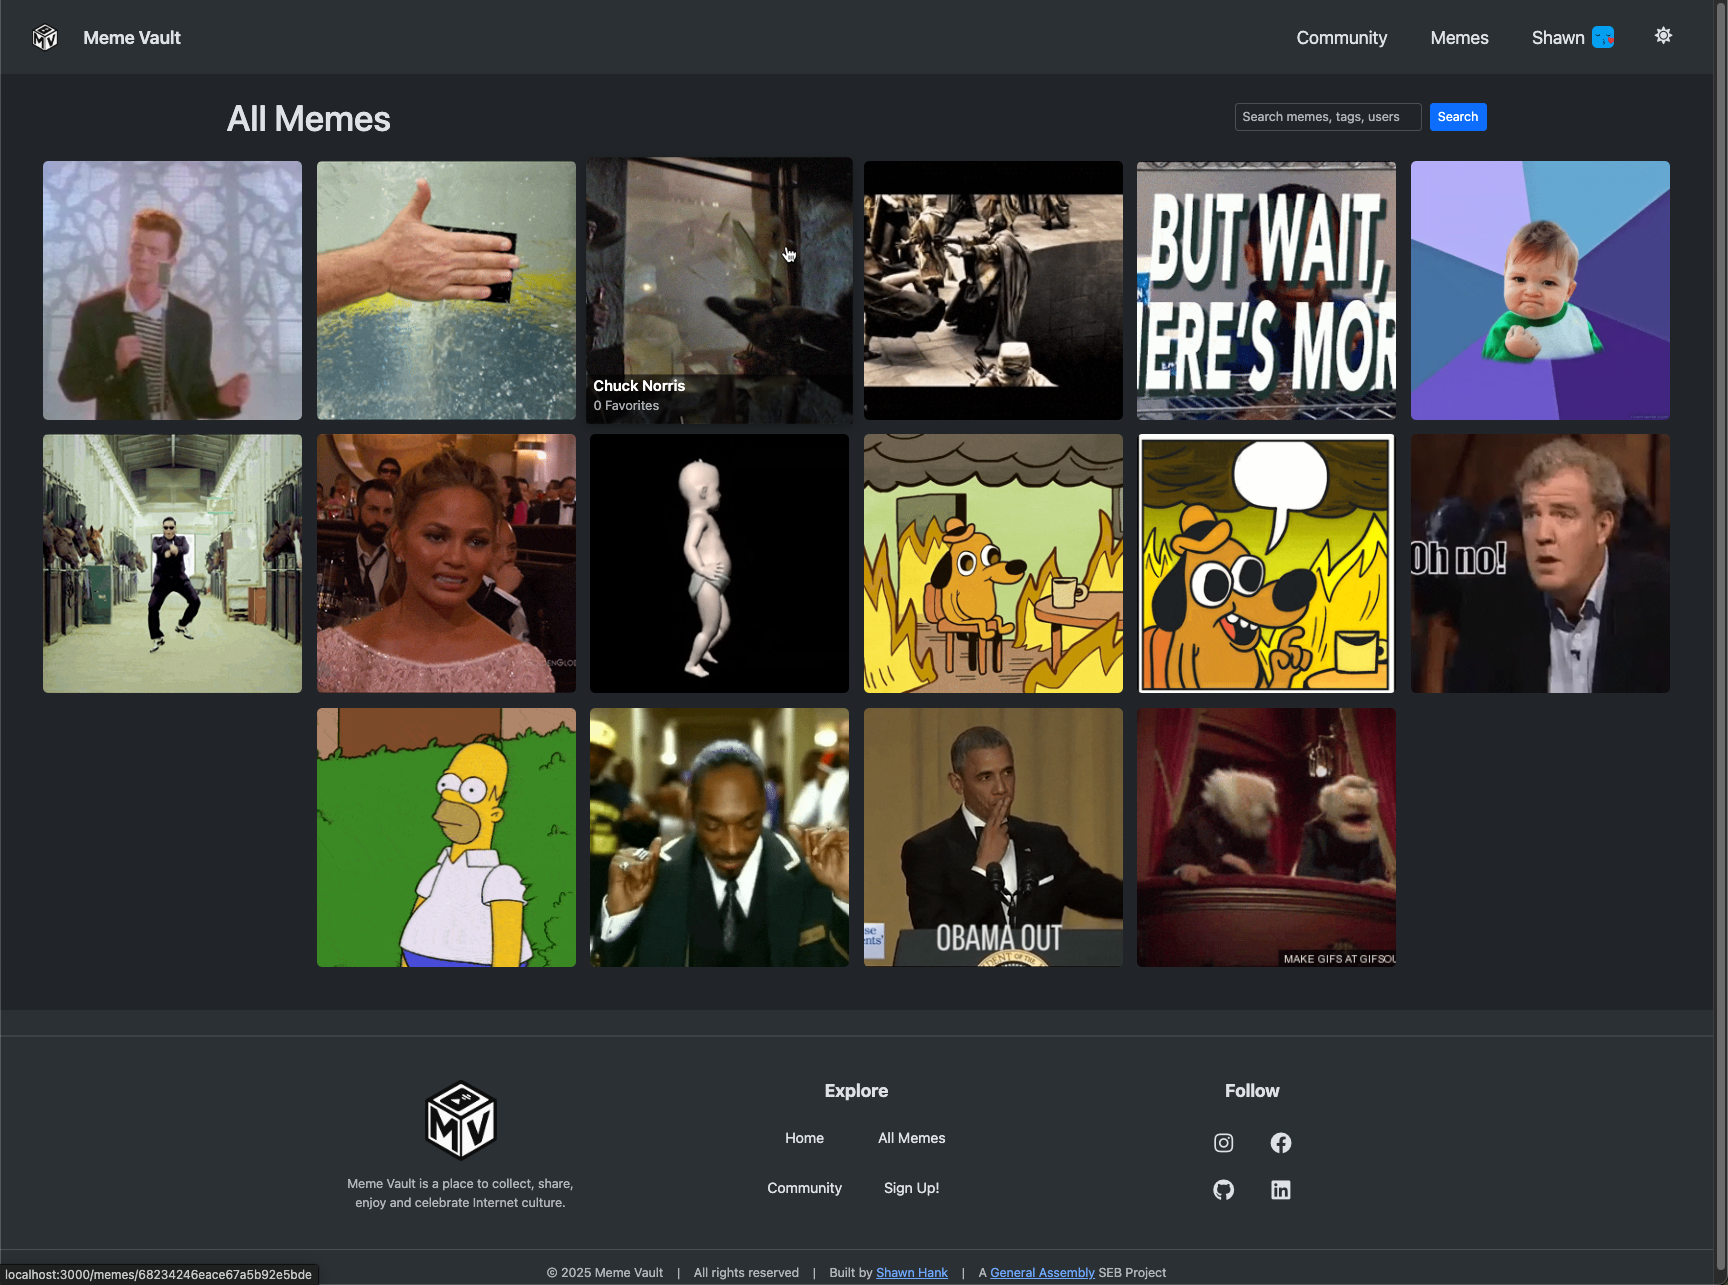 Meme Vault
Community
Memes
Shawn
All Memes
Search memes, tags, users
Search
Chuck Norris
0 Favorites
BUT WAIT,
HERE'S MOR
Oh no!
OBAMA OUT
MAKE GIFS AT GIFSOU
MV
Meme Vault is a place to collect, share,
enjoy and celebrate Internet culture.
Explore
Home
All Memes
Community
Sign Up!
Follow
localhost:3000/memes/68234246eace67a5b92e5bde
© 2025 Meme Vault | All rights reserved | Built by Shawn Hank | A General Assembly SEB Project